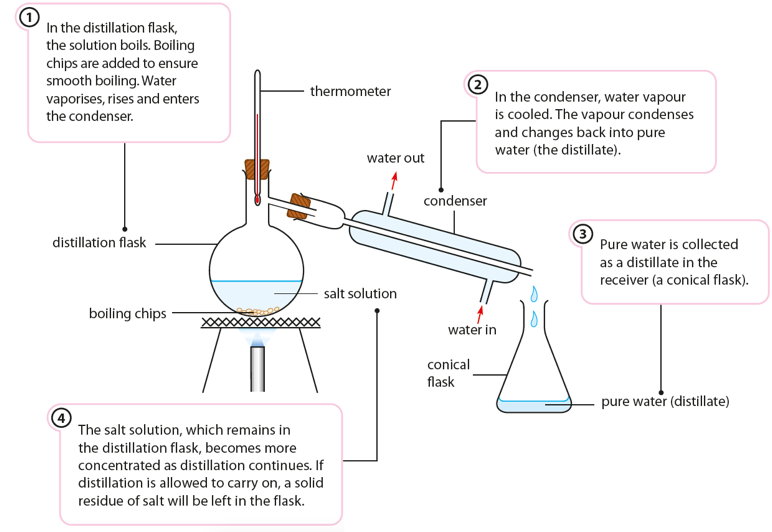 1
In the distillation flask,
the solution boils. Boiling
chips are added to ensure
smooth boiling. Water
vaporises, rises and enters
the condenser.
thermometer
2
In the condenser, water vapour
is cooled. The vapour condenses
and changes back into pure
water (the distillate).
water out
condenser
distillation flask
3
Pure water is collected
as a distillate in the
receiver (a conical flask).
salt solution
boiling chips
water in
conical
flask
pure water (distillate)
4
The salt solution, which remains in
the distillation flask, becomes more
concentrated as distillation continues. If
distillation is allowed to carry on, a solid
residue of salt will be left in the flask.